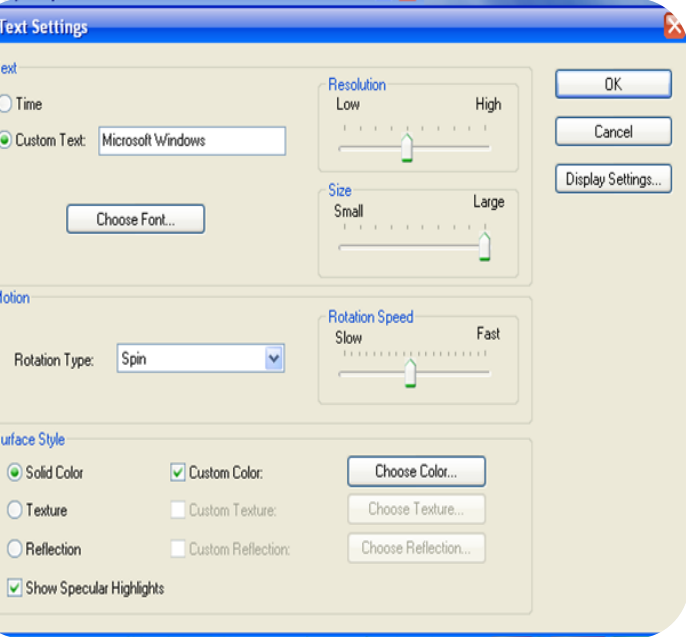 Text Settings
ext
Time
Custom Text:
Microsoft Windows
Choose Font...
Resolution
Low
High
Size
Small
Large
OK
Cancel
Display Settings...
Motion
Rotation Type:
Spin
Rotation Speed
Slow
Fast
urface Style
Solid Color
Custom Color:
Choose Color...
Texture
Custom Texture:
Choose Texture...
Reflection
Custom Reflection:
Choose Reflection...
Show Specular Highlights